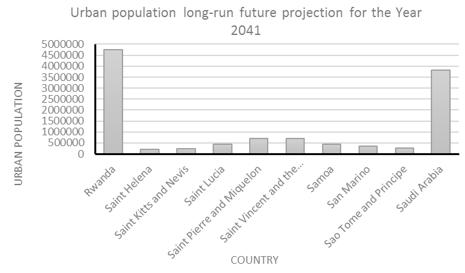 Urban population long-run future projection for the Year
2041
5000000
4500000
4000000
3500000
3000000
2500000
2000000
1500000
1000000
500000
0
URBAN POPULATION
Rwanda
Saint Helena
Saint Kitts and Nevis
Saint Lucia
Saint Pierre and Miquelon
Saint Vincent and the...
Samoa
San Marino
Sao Tome and Principe
Saudi Arabia
COUNTRY